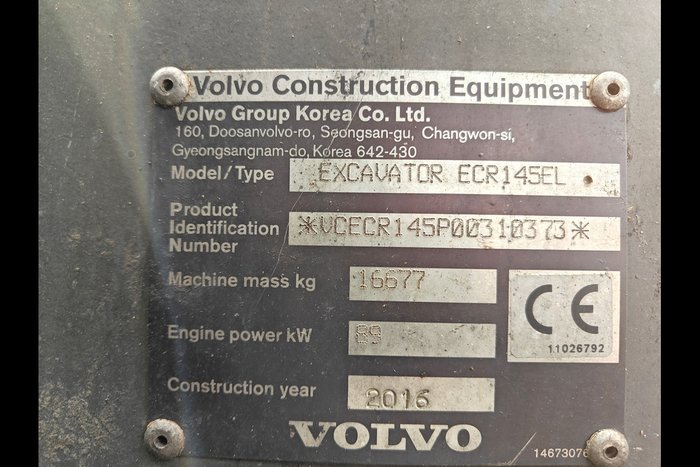 Volvo Construction Equipment
Volvo Group Korea Co. Ltd.
160, Doosanvolvo-ro, Seongsan-gu, Changwon-si,
Gyeongsangnam-do, Korea 642-430
Model/Type EXCAVATOR ECR145EL
Product Identification Number *VCECR145P00310373*
Machine mass kg 16677
CE
11026792
Engine power kW 89
Construction year 2016
VOLVO
1467307